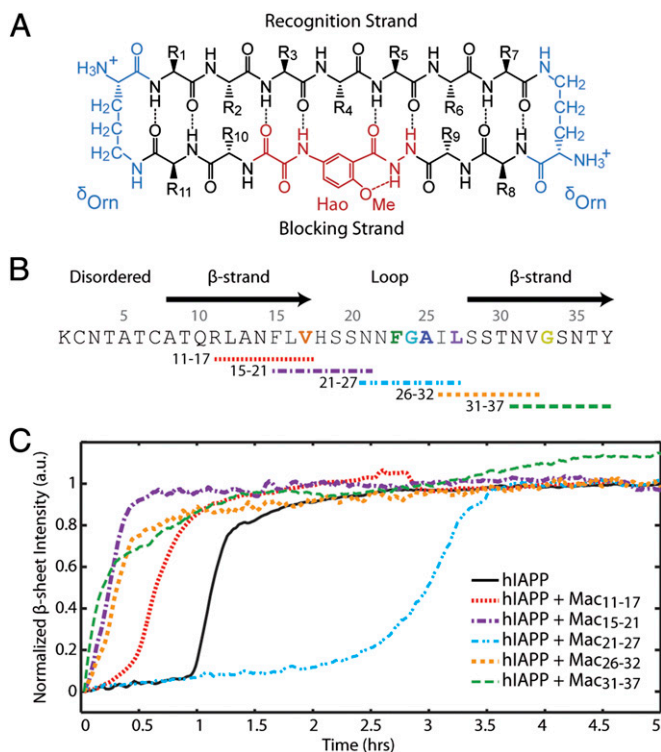 A
Recognition Strand
R1 R3 R5 R7
H3N+ O H O H O H O H
N N N N
N N N N
H O R2 H O H O R4 H O H O R6 H O
H2C CH2
H2C CH2
H2C CH2
O H R10 O H O N H O R9 H O
NH N N O N N N NH3+
H R11 O H O O H O R8 H
δOrn Hao Me δOrn
Blocking Strand
B
Disordered β-strand Loop β-strand
5 10 15 20 25 30 35
KCNTATCATQRLANFLVHSSNNFGAILSSTNVGSNTY
11-17
15-21
21-27
26-32
31-37
C
Normalized β-sheet Intensity (a.u.)
1
0.8
0.6
0.4
0.2
0
hIAPP
hIAPP + Mac11-17
hIAPP + Mac15-21
hIAPP + Mac21-27
hIAPP + Mac26-32
hIAPP + Mac31-37
0 0.5 1 1.5 2 2.5 3 3.5 4 4.5 5
Time (hrs)